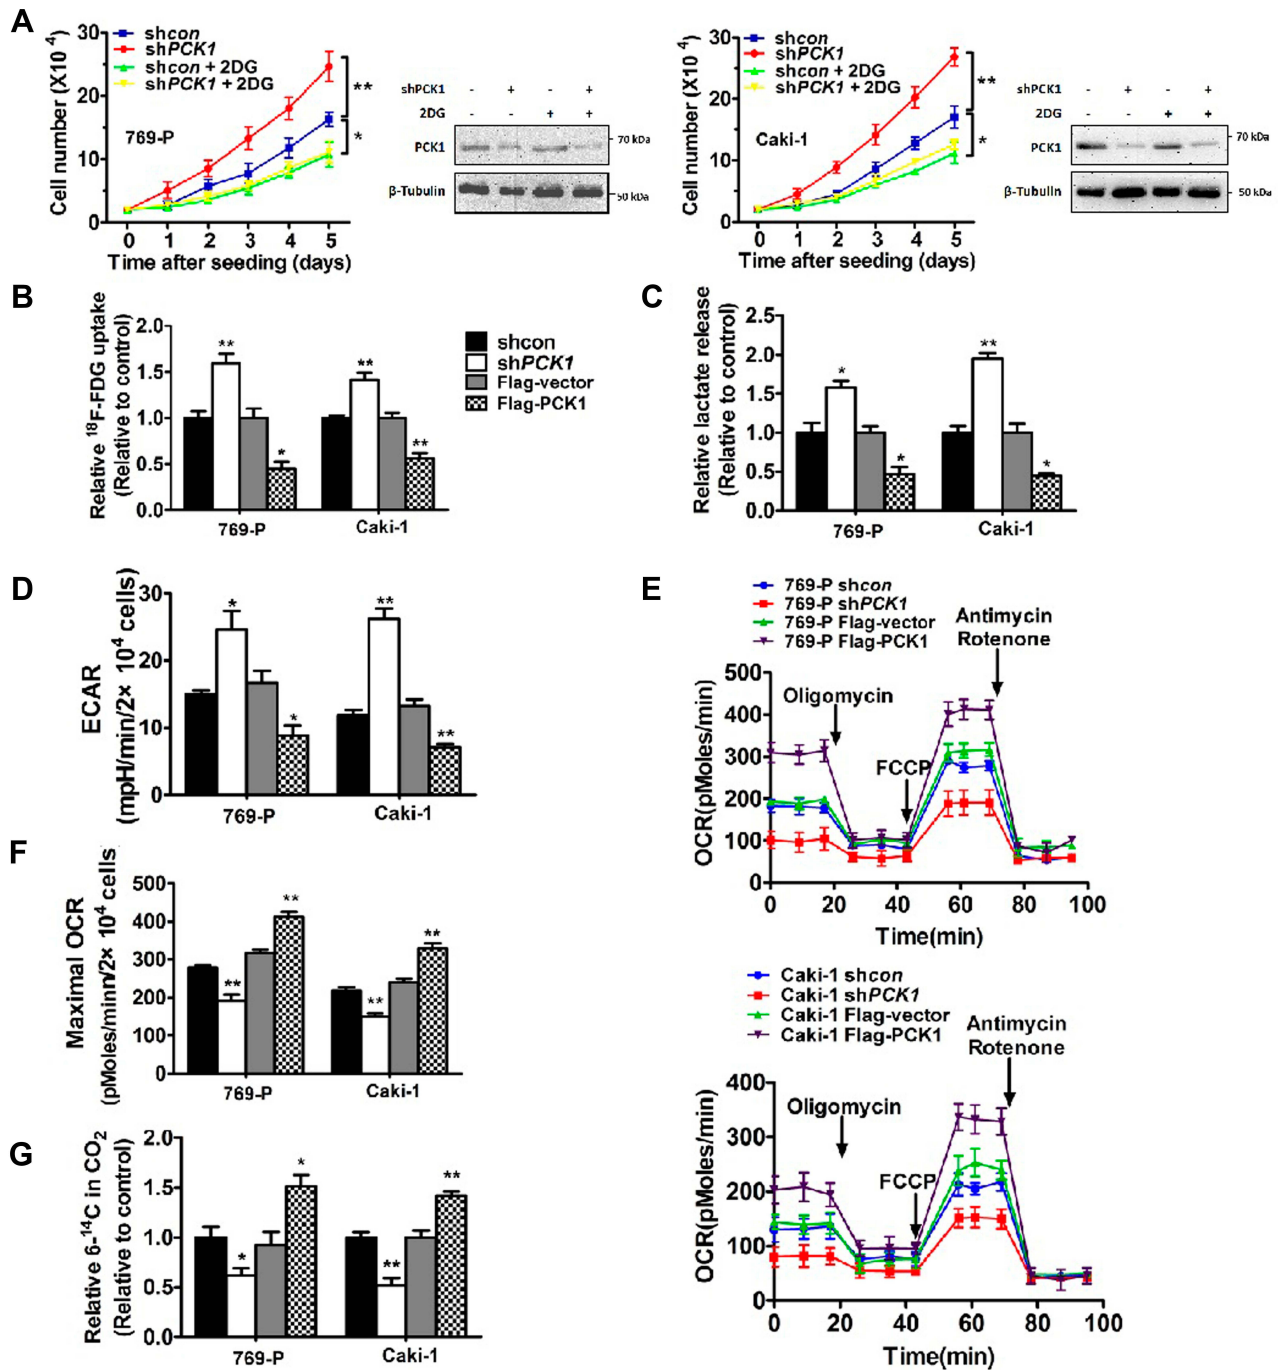 A
Cell number (X10 4)
30
20
10
0
shcon
shPCK1
shcon + 2DG
shPCK1 + 2DG
**
*
769-P
0 1 2 3 4 5
Time after seeding (days)
shPCK1 - + - +
2DG - - + +
PCK1
70 kDa
β-Tubulin
50 kDa
Cell number (X10 4)
30
20
10
0
shcon
shPCK1
shcon + 2DG
shPCK1 + 2DG
**
*
Caki-1
0 1 2 3 4 5
Time after seeding (days)
shPCK1 - + - +
2DG - - + +
PCK1
70 kDa
β-Tubulin
50 kDa
B
Relative 18F-FDG uptake
(Relative to control)
2.0
1.5
1.0
0.5
0.0
**
*
**
**
769-P Caki-1
shcon
shPCK1
Flag-vector
Flag-PCK1
C
Relative lactate release
(Relative to control)
2.5
2.0
1.5
1.0
0.5
0.0
*
*
**
*
769-P Caki-1
D
ECAR
(mpH/min/2× 10^4 cells)
30
20
10
0
*
*
**
**
769-P Caki-1
E
769-P shcon
769-P shPCK1
769-P Flag-vector
769-P Flag-PCK1
Antimycin
Rotenone
Oligomycin
FCCP
OCR(pMoles/min)
500
400
300
200
100
0
0 20 40 60 80 100
Time(min)
Caki-1 shcon
Caki-1 shPCK1
Caki-1 Flag-vector
Caki-1 Flag-PCK1
Antimycin
Rotenone
Oligomycin
FCCP
OCR(pMoles/min)
400
300
200
100
0
0 20 40 60 80 100
Time(min)
F
Maximal OCR
(pMoles/minn/2× 10^4 cells)
500
400
300
200
100
0
**
**
**
**
769-P Caki-1
G
Relative 6-14C in CO2
(Relative to control)
2.0
1.5
1.0
0.5
0.0
*
*
**
**
769-P Caki-1